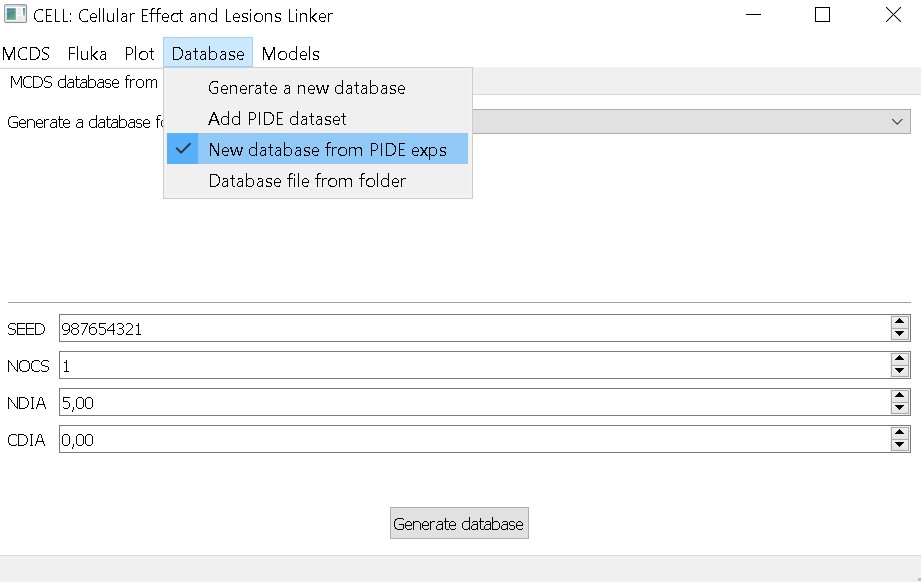 CELL: Cellular Effect and Lesions Linker
MCDS Fluka Plot Database Models
MCDS database from
Generate a new database
Add PIDE dataset
Generate a database
New database from PIDE exps
Database file from folder
SEED 987654321
NOCS 1
NDIA 5,00
CDIA 0,00
Generate database